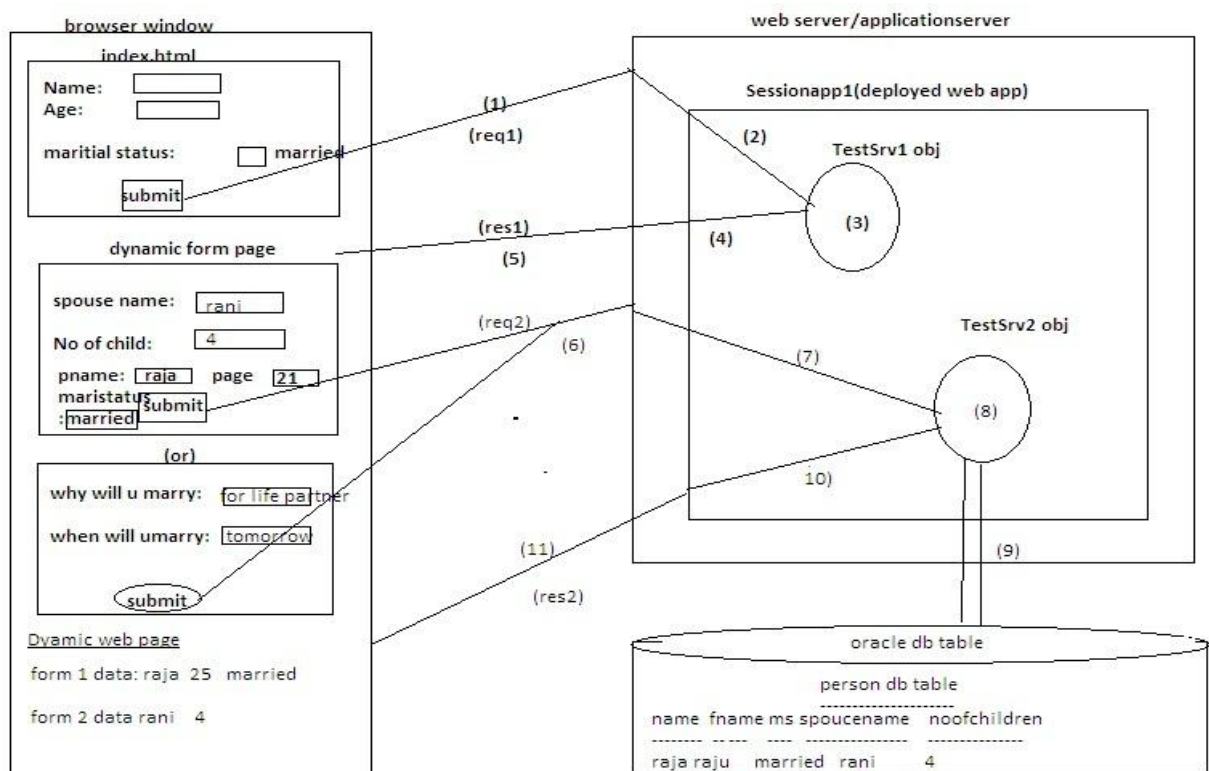 browser window
index.html
Name:
Age:
maritial status: married
submit
dynamic form page
spouse name: rani
No of child: 4
pname: raja page 21
maristatus
:married submit
(or)
why will u marry: for life partner
when will umarry: tomorrow
submit
Dyamic web page
form 1 data: raja 25 married
form 2 data rani 4
(1)
(req1)
(res1)
(5)
(req2)
(6)
(11)
(res2)
web server/applicationserver
Sessionapp1(deployed web app)
(2)
TestSrv1 obj
(3)
(4)
TestSrv2 obj
(7)
(8)
10)
(9)
oracle db table
person db table
name fname ms spoucename noofchildren
raja raju married rani 4